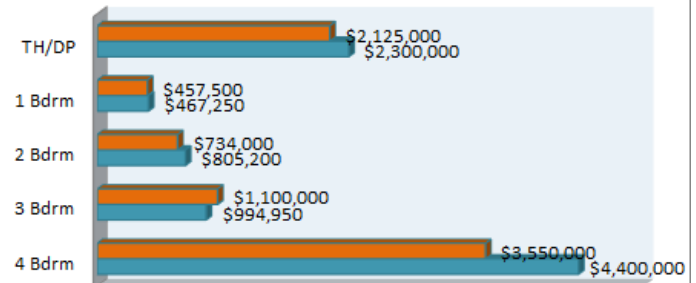 TH/DP
$2,125,000
$2,300,000
1 Bdrm
$457,500
$467,250
2 Bdrm
$734,000
$805,200
3 Bdrm
$1,100,000
$994,950
4 Bdrm
$3,550,000
$4,400,000